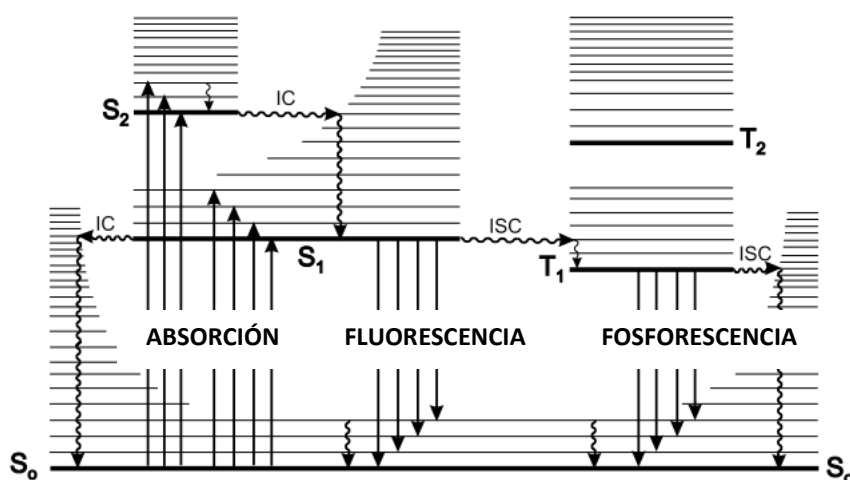 S₂
IC
T₂
IC
S₁
ISC
T₁
ISC
ABSORCIÓN
FLUORESCENCIA
FOSFORESCENCIA
S₀
S₀